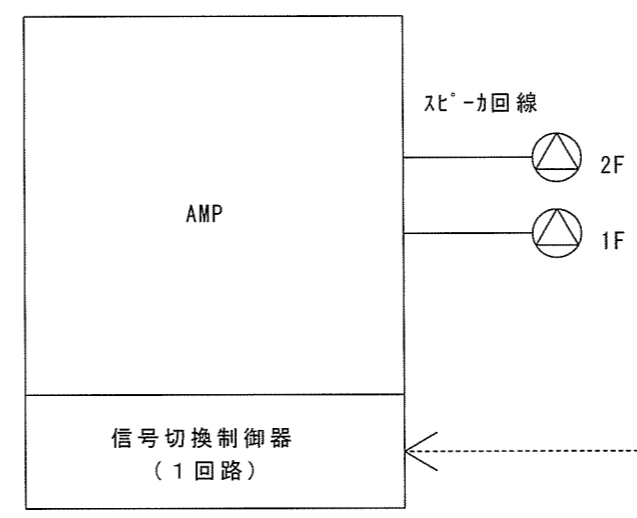 ｽﾋﾟｰｶ回線
2F
AMP
1F
信号切換制御器
（１回路）